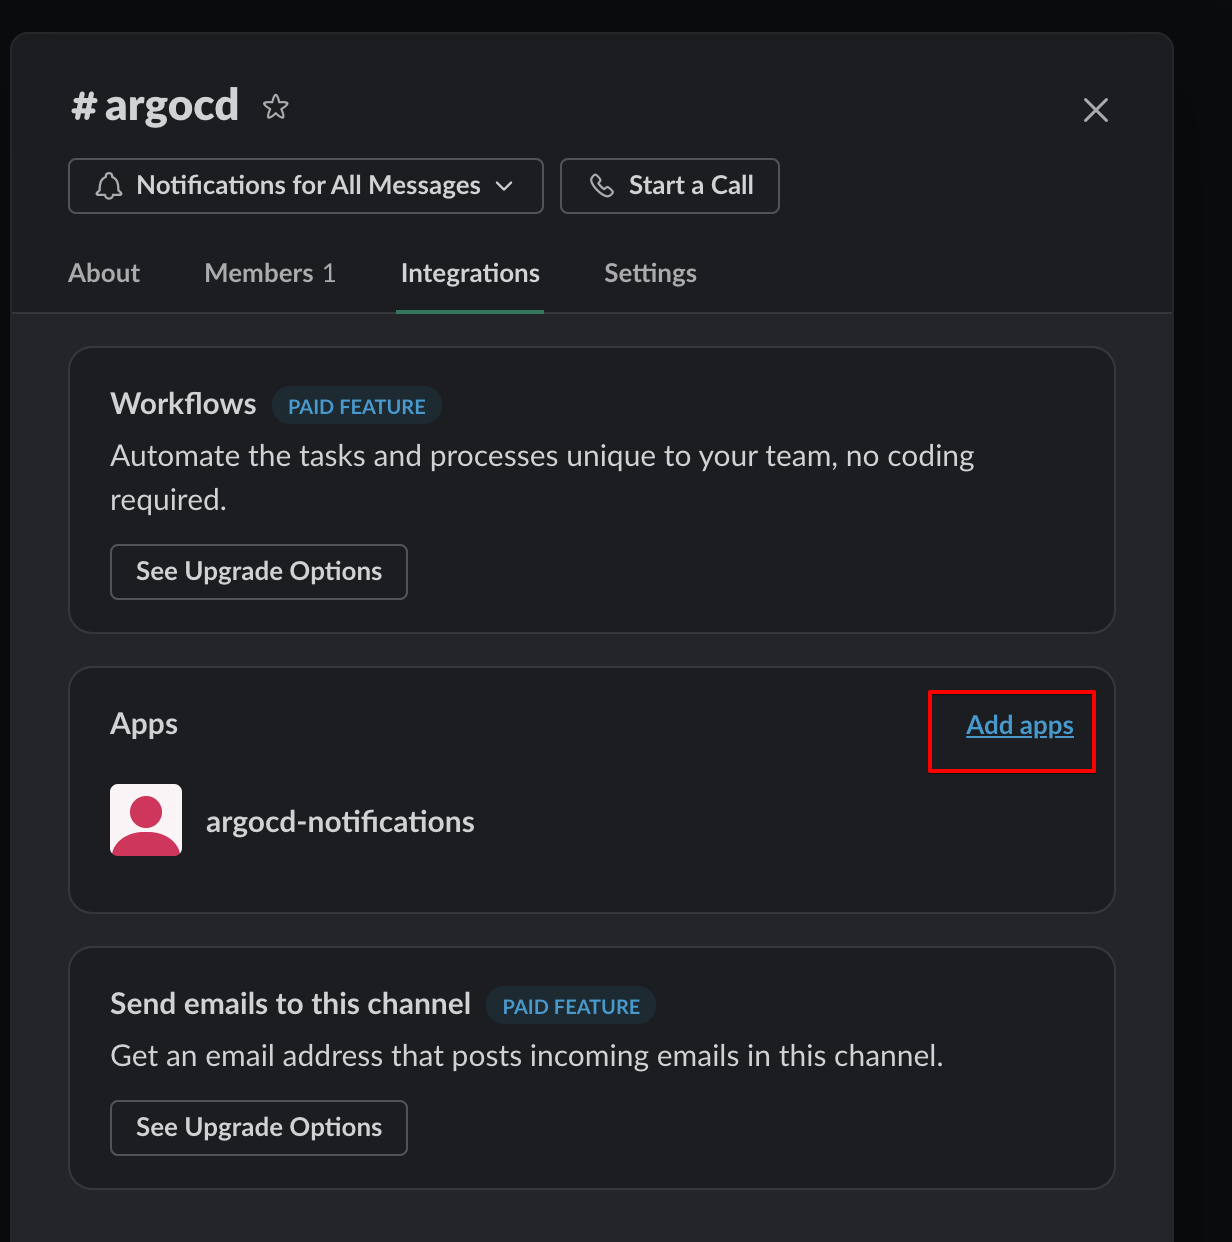 # argocd
Notifications for All Messages
Start a Call
About
Members 1
Integrations
Settings
Workflows PAID FEATURE
Automate the tasks and processes unique to your team, no coding
required.
See Upgrade Options
Apps
Add apps
argocd-notifications
Send emails to this channel PAID FEATURE
Get an email address that posts incoming emails in this channel.
See Upgrade Options